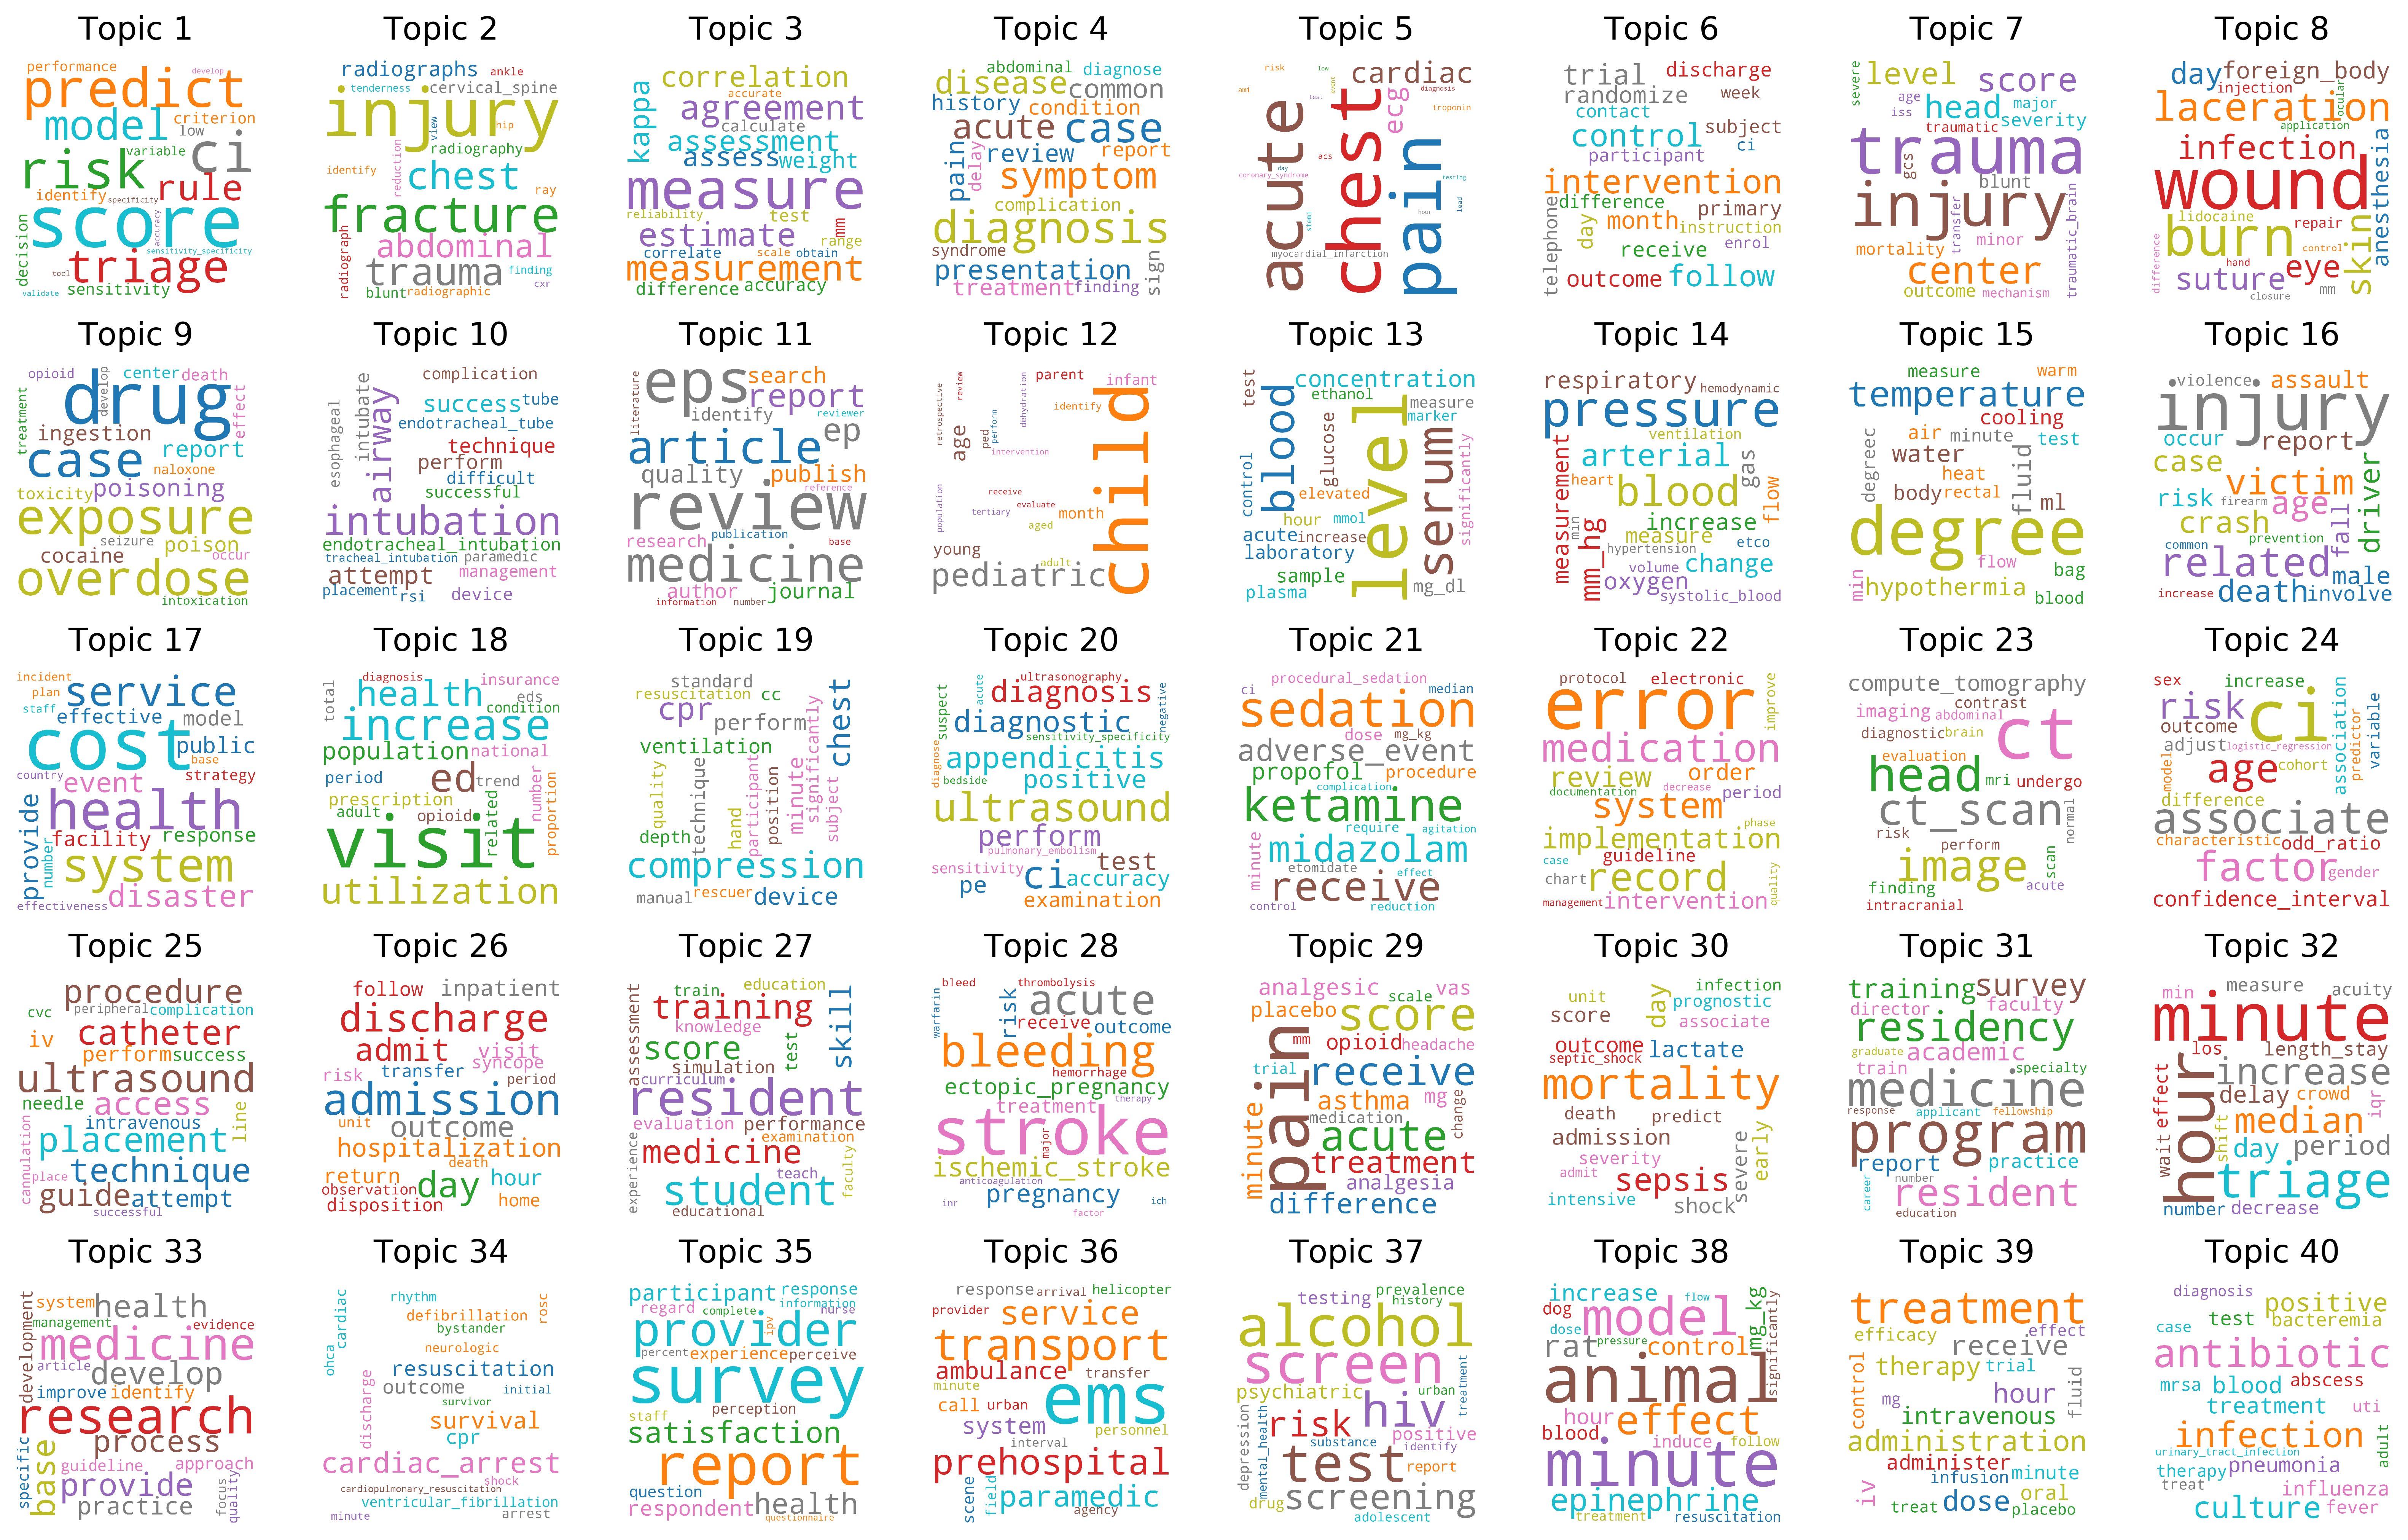 Topic 1
performance
develop
predict
model
criterion
low
variable
ci
risk
rule
identify
specificity
score
accuracy
decision
sensitivity_specificity
tool
triage
validate
sensitivity
Topic 2
radiographs
ankle
tenderness
cervical_spine
injury
view
hip
radiography
reduction
identify
chest
ray
fracture
radiograph
abdominal
trauma
finding
cxr
blunt
radiographic
Topic 3
correlation
accurate
kappa
agreement
calculate
assessment
assess
weight
measure
reliability
test
mm
estimate
range
correlate
scale
obtain
measurement
difference
accuracy
Topic 4
abdominal
diagnose
disease
common
history
condition
acute
case
pain
delay
review
report
symptom
complication
diagnosis
syndrome
sign
presentation
treatment
finding
Topic 5
risk
low
cardiac
event
ami
acute
chest
ecg
diagnosis
test
troponin
pain
acs
day
coronary_syndrome
testing
stemi
hour
lead
myocardial_infarction
Topic 6
trial
discharge
randomize
week
contact
control
subject
ci
participant
intervention
difference
primary
telephone
day
month
instruction
enrol
receive
outcome
follow
Topic 7
severe
level
score
age
head
major
iss
severity
traumatic
trauma
gcs
blunt
injury
transfer
minor
traumatic_brain
mortality
center
outcome
mechanism
Topic 8
day
foreign_body
injection
ocular
laceration
application
infection
anesthesia
wound
lidocaine
repair
burn
skin
control
difference
hand
eye
suture
mm
closure
Topic 9
opioid
develop
center
death
drug
treatment
effect
ingestion
report
case
naloxone
toxicity
poisoning
exposure
seizure
poison
cocaine
occur
overdose
intoxication
Topic 10
complication
intubate
esophageal
airway
success
tube
endotracheal_tube
technique
perform
difficult
successful
intubation
endotracheal_intubation
tracheal_intubation
paramedic
attempt
management
placement
rsi
device
Topic 11
literature
eps
search
report
identify
reviewer
article
ep
quality
publish
reference
review
publication
research
base
medicine
author
journal
information
number
Topic 12
parent
infant
review
dehydration
identify
retrospective
age
ped
perform
intervention
child
receive
evaluate
month
population
tertiary
aged
young
adult
pediatric
Topic 13
test
concentration
ethanol
blood
measure
marker
glucose
level
serum
significantly
control
elevated
hour
mmol
acute
increase
laboratory
sample
plasma
mg_dl
Topic 14
respiratory
hemodynamic
pressure
ventilation
measurement
arterial
gas
heart
blood
flow
min
mm_hg
increase
measure
etco
hypertension
volume
change
oxygen
systolic_blood
Topic 15
measure
warm
temperature
cooling
air
minute
test
degreec
water
fluid
heat
body
rectal
ml
degree
flow
bag
min
hypothermia
blood
Topic 16
violence
assault
injury
occur
report
case
victim
driver
risk
firearm
age
crash
fall
common
prevention
related
male
increase
death
involve
Topic 17
incident
plan
service
staff
effective
model
cost
public
base
country
event
strategy
provide
health
number
facility
response
system
effectiveness
disaster
Topic 18
diagnosis
insurance
total
health
eds
condition
increase
population
national
period
ed
trend
number
prescription
adult
opioid
related
proportion
visit
utilization
Topic 19
standard
resuscitation
cc
chest
cpr
perform
significantly
ventilation
quality
technique
participant
minute
position
subject
depth
hand
compression
manual
rescuer
device
Topic 20
ultrasonography
acute
suspect
diagnosis
negative
diagnostic
sensitivity_specificity
diagnose
appendicitis
bedside
positive
ultrasound
perform
pulmonary_embolism
sensitivity
test
pe
ci
accuracy
examination
Topic 21
procedural_sedation
ci
median
sedation
dose
mg_kg
adverse_event
propofol
procedure
complication
ketamine
require
agitation
minute
midazolam
etomidate
effect
receive
control
reduction
Topic 22
protocol
electronic
error
improve
medication
review
order
documentation
decrease
period
system
phase
implementation
case
guideline
chart
record
quality
management
intervention
Topic 23
compute_tomography
contrast
imaging
abdominal
ct
diagnostic
brain
evaluation
head
mri
undergo
ct_scan
normal
risk
perform
image
scan
finding
acute
intracranial
Topic 24
sex
increase
risk
ci
association
variable
outcome
predictor
adjust
logistic_regression
model
age
cohort
difference
associate
characteristic
odd_ratio
factor
gender
confidence_interval
Topic 25
procedure
cvc
peripheral
complication
iv
catheter
perform
success
ultrasound
needle
access
line
intravenous
cannulation
placement
place
technique
guide
attempt
successful
Topic 26
follow
inpatient
discharge
admit
visit
syncope
risk
transfer
period
admission
unit
outcome
hospitalization
death
return
hour
observation
day
home
disposition
Topic 27
train
education
assessment
training
skill
knowledge
score
test
simulation
curriculum
resident
evaluation
performance
examination
experience
medicine
teach
faculty
student
educational
Topic 28
bleed
thrombolysis
warfarin
risk
acute
receive
outcome
bleeding
hemorrhage
ectopic_pregnancy
therapy
treatment
stroke
major
ischemic_stroke
anticoagulation
pregnancy
inr
ich
factor
Topic 29
analgesic
scale
vas
placebo
score
mm
opioid
headache
trial
pain
receive
asthma
mg
medication
change
minute
acute
treatment
analgesia
difference
Topic 30
infection
unit
day
prognostic
score
associate
outcome
septic_shock
lactate
mortality
death
predict
admission
severe
early
severity
admit
sepsis
intensive
shock
Topic 31
training
survey
director
faculty
residency
graduate
academic
train
specialty
medicine
response
applicant
fellowship
program
report
practice
number
career
resident
education
Topic 32
min
measure
acuity
minute
los
length_stay
hour
increase
effect
delay
crowd
iqr
median
wait
shift
day
period
triage
number
decrease
Topic 33
development
system
health
management
evidence
medicine
article
develop
improve
identify
research
specific
base
process
guideline
approach
provide
focus
quality
practice
Topic 34
cardiac
rhythm
rosc
defibrillation
bystander
ohca
neurologic
resuscitation
outcome
initial
discharge
survivor
survival
cpr
cardiac_arrest
shock
cardiopulmonary_resuscitation
ventricular_fibrillation
minute
arrest
Topic 35
participant
response
regard
complete
information
nurse
provider
ipv
percent
experience
perceive
survey
perception
staff
satisfaction
report
question
respondent
health
questionnaire
Topic 36
response
arrival
helicopter
provider
service
transport
ambulance
transfer
minute
ems
call
urban
system
personnel
interval
prehospital
scene
field
paramedic
agency
Topic 37
prevalence
testing
history
alcohol
screen
treatment
psychiatric
urban
hiv
depression
mental_health
risk
positive
substance
identify
test
report
drug
screening
adolescent
Topic 38
increase
flow
mg_kg
significantly
dog
model
dose
pressure
rat
control
animal
hour
effect
blood
induce
follow
minute
epinephrine
treatment
resuscitation
Topic 39
treatment
efficacy
effect
receive
control
therapy
trial
fluid
mg
hour
intravenous
administration
administer
infusion
minute
iv
oral
treat
dose
placebo
Topic 40
diagnosis
positive
test
bacteremia
case
antibiotic
mrsa
blood
abscess
treatment
uti
infection
adult
urinary_tract_infection
therapy
pneumonia
treat
influenza
culture
fever